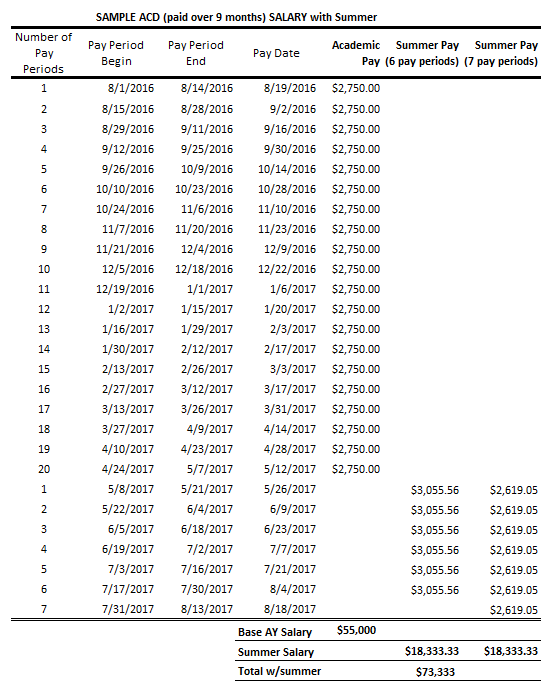 SAMPLE ACD (paid over 9 months) SALARY with Summer
Number of Pay Periods Pay Period Begin Pay Period End Pay Date Academic Pay Summer Pay (6 pay periods) Summer Pay (7 pay periods)
1 8/1/2016 8/14/2016 8/19/2016 $2,750.00
2 8/15/2016 8/28/2016 9/2/2016 $2,750.00
3 8/29/2016 9/11/2016 9/16/2016 $2,750.00
4 9/12/2016 9/25/2016 9/30/2016 $2,750.00
5 9/26/2016 10/9/2016 10/14/2016 $2,750.00
6 10/10/2016 10/23/2016 10/28/2016 $2,750.00
7 10/24/2016 11/6/2016 11/10/2016 $2,750.00
8 11/7/2016 11/20/2016 11/23/2016 $2,750.00
9 11/21/2016 12/4/2016 12/9/2016 $2,750.00
10 12/5/2016 12/18/2016 12/22/2016 $2,750.00
11 12/19/2016 1/1/2017 1/6/2017 $2,750.00
12 1/2/2017 1/15/2017 1/20/2017 $2,750.00
13 1/16/2017 1/29/2017 2/3/2017 $2,750.00
14 1/30/2017 2/12/2017 2/17/2017 $2,750.00
15 2/13/2017 2/26/2017 3/3/2017 $2,750.00
16 2/27/2017 3/12/2017 3/17/2017 $2,750.00
17 3/13/2017 3/26/2017 3/31/2017 $2,750.00
18 3/27/2017 4/9/2017 4/14/2017 $2,750.00
19 4/10/2017 4/23/2017 4/28/2017 $2,750.00
20 4/24/2017 5/7/2017 5/12/2017 $2,750.00
1 5/8/2017 5/21/2017 5/26/2017 $3,055.56 $2,619.05
2 5/22/2017 6/4/2017 6/9/2017 $3,055.56 $2,619.05
3 6/5/2017 6/18/2017 6/23/2017 $3,055.56 $2,619.05
4 6/19/2017 7/2/2017 7/7/2017 $3,055.56 $2,619.05
5 7/3/2017 7/16/2017 7/21/2017 $3,055.56 $2,619.05
6 7/17/2017 7/30/2017 8/4/2017 $3,055.56 $2,619.05
7 7/31/2017 8/13/2017 8/18/2017 $2,619.05
Base AY Salary $55,000
Summer Salary $18,333.33 $18,333.33
Total w/summer $73,333